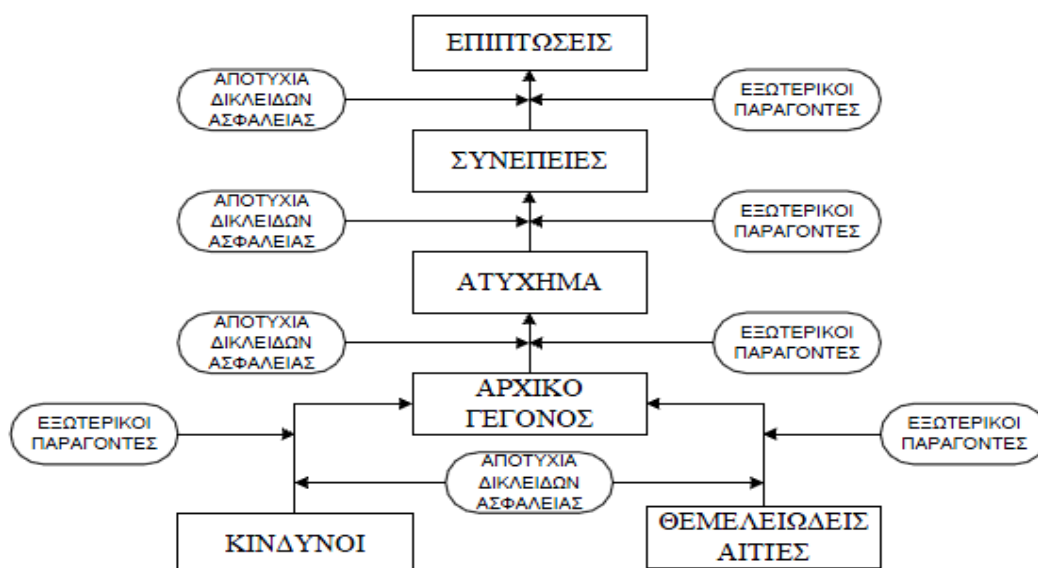 ΕΠΙΠΤΩΣΕΙΣ
ΑΠΟΤΥΧΙΑ
ΔΙΚΛΕΙΔΩΝ
ΑΣΦΑΛΕΙΑΣ
ΕΞΩΤΕΡΙΚΟΙ
ΠΑΡΑΓΟΝΤΕΣ
ΣΥΝΕΠΕΙΕΣ
ΑΠΟΤΥΧΙΑ
ΔΙΚΛΕΙΔΩΝ
ΑΣΦΑΛΕΙΑΣ
ΕΞΩΤΕΡΙΚΟΙ
ΠΑΡΑΓΟΝΤΕΣ
ΑΤΥΧΗΜΑ
ΑΠΟΤΥΧΙΑ
ΔΙΚΛΕΙΔΩΝ
ΑΣΦΑΛΕΙΑΣ
ΕΞΩΤΕΡΙΚΟΙ
ΠΑΡΑΓΟΝΤΕΣ
ΑΡΧΙΚΟ
ΓΕΓΟΝΟΣ
ΕΞΩΤΕΡΙΚΟΙ
ΠΑΡΑΓΟΝΤΕΣ
ΕΞΩΤΕΡΙΚΟΙ
ΠΑΡΑΓΟΝΤΕΣ
ΑΠΟΤΥΧΙΑ
ΔΙΚΛΕΙΔΩΝ
ΑΣΦΑΛΕΙΑΣ
ΚΙΝΔΥΝΟΙ
ΘΕΜΕΛΕΙΩΔΕΙΣ
ΑΙΤΙΕΣ